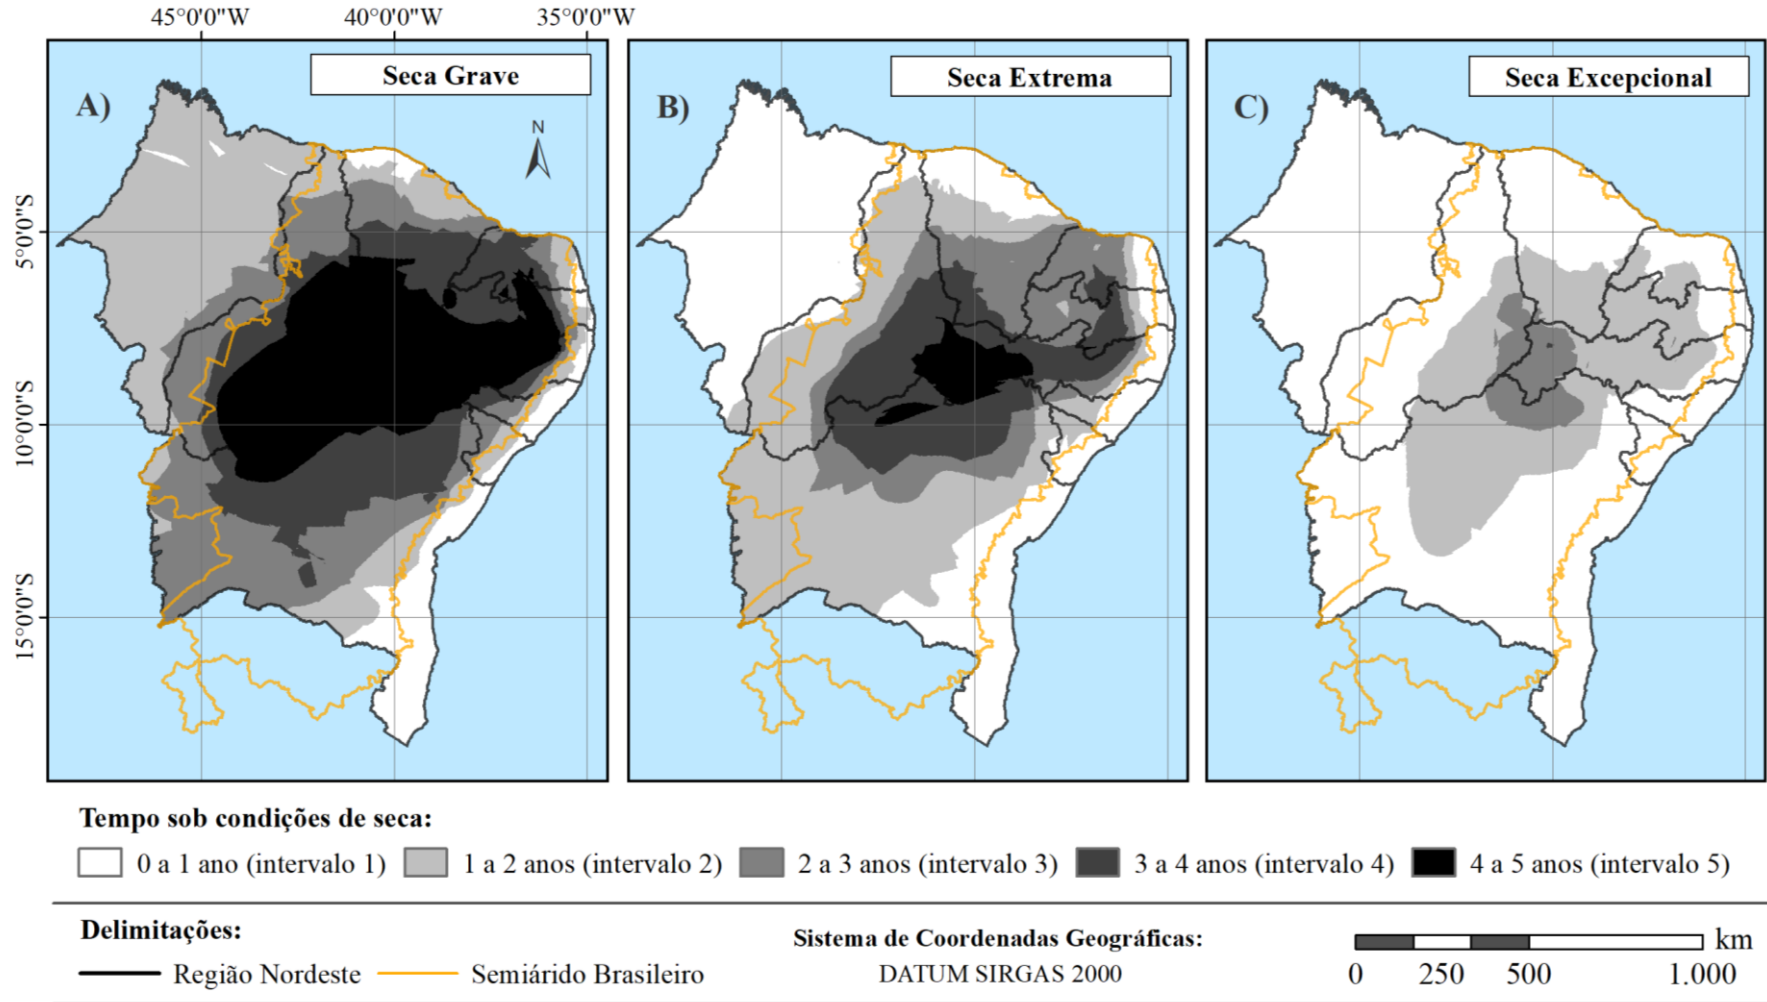 45°0'0"W 40°0'0"W 35°0'0"W
Seca Grave
Seca Extrema
Seca Excepcional
A)
B)
C)
N
5°0'0"S
10°0'0"S
15°0'0"S
Tempo sob condições de seca:
0 a 1 ano (intervalo 1) 1 a 2 anos (intervalo 2) 2 a 3 anos (intervalo 3) 3 a 4 anos (intervalo 4) 4 a 5 anos (intervalo 5)
Delimitações:
Região Nordeste Semiárido Brasileiro
Sistema de Coordenadas Geográficas:
DATUM SIRGAS 2000
km
0 250 500 1.000